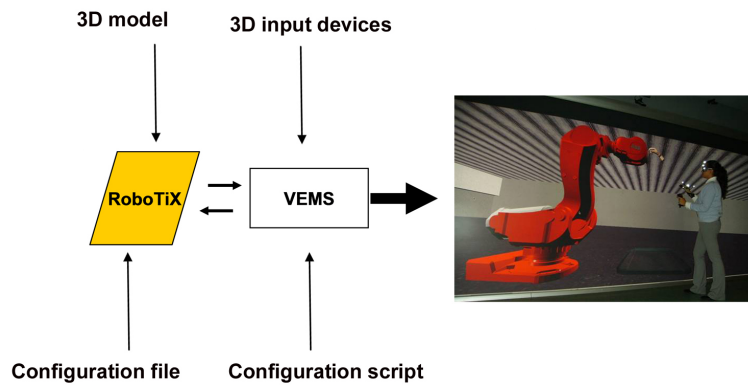 3D model
3D input devices
RoboTiX
VEMS
Configuration file
Configuration script